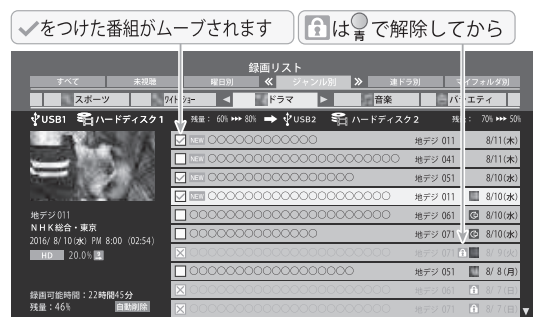 ✓をつけた番組がムーブされます
🔒は青で解除してから
録画リスト
すべて 未視聴 曜日別 ≪ ジャンル別 ≫ 連ドラ別 マイフォルダ別
スポーツ ワイドショー ◀ ドラマ ▶ 音楽 バラエティ
USB1 ハードディスク1 残量： 60% ▸▸▸ 80% ➡ USB2 ハードディスク2 残量： 70% ▸▸▸ 50%
☑ NEW ○○○○○○○○○○○○ 地デジ 011 8/11(木)
☐ NEW ○○○○○○○○○○○○○○○○○○○○○ 地デジ 041 8/11(木)
☑ NEW ○○○○○○○○○○○○○○○○ 地デジ 051 8/10(水)
☑ NEW ○○○○○○○○○○○○○○○○○○○○ 地デジ 011 8/10(水)
☐ ○○○○○○○○○○○○○○○○○○○○○○ 地デジ 061 8/10(水)
☐ ○○○○○○○○○○○○○○○○○○○○○ 地デジ 071 8/10(水)
☒ ○○○○○○○○○○○○○○○○○○○○○○ 地デジ 071 8/ 9(火)
☐ ○○○○○○○○○○○○○○○○○○ 地デジ 051 8/ 8(月)
☒ ○○○○○○○○○○○○○○○○○○○○○○ 地デジ 061 8/ 7(日)
☒ ○○○○○○○○○○○○○○○○○○○○○○ 地デジ 071 8/ 7(日)
地デジ 011
NHK総合・東京
2016/ 8/10(水) PM 8:00 (02:54)
HD 20.0%
録画可能時間：22時間45分
残量：46% 自動削除